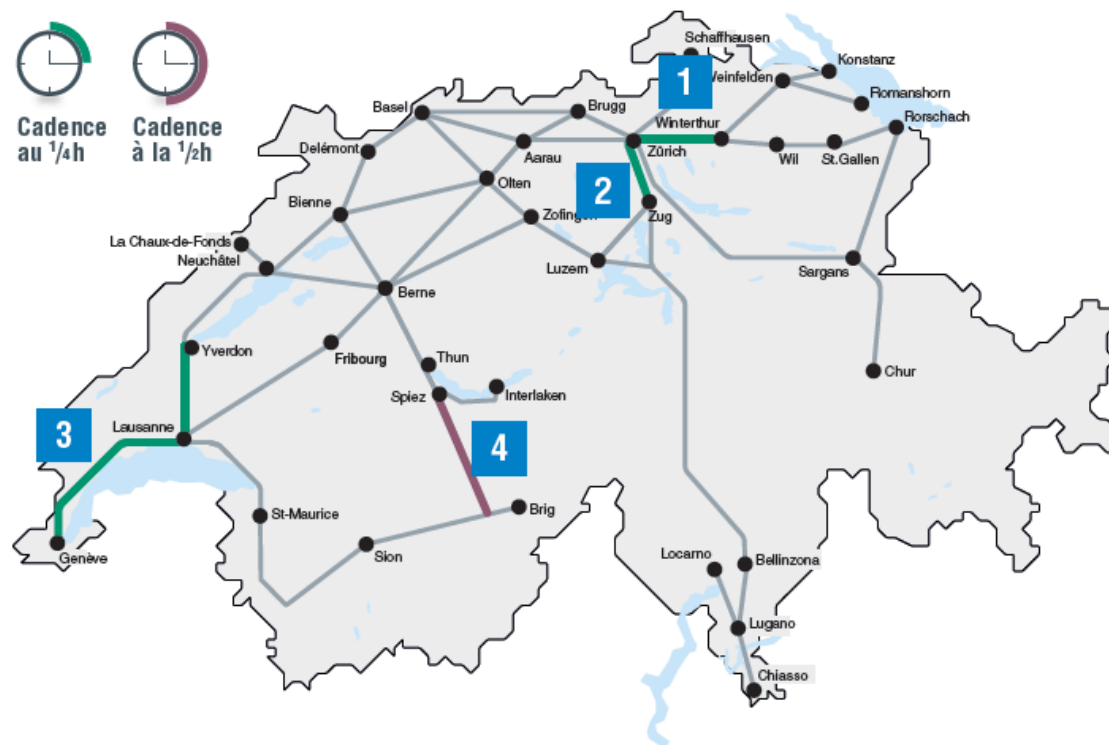 Cadence
au 1/4h
Cadence
à la 1/2h
Schaffhausen
Konstanz
1
Weinfelden
Romanshorn
Basel
Brugg
Winterthur
Rorschach
Delémont
Aarau
Zürich
Wil
St.Gallen
Olten
2
Bienne
Zofingen
Zug
La Chaux-de-Fonds
Neuchâtel
Luzern
Sargans
Berne
Yverdon
Fribourg
Thun
Chur
Spiez
Interlaken
Lausanne
3
4
St-Maurice
Brig
Genève
Sion
Locarno
Bellinzona
Lugano
Chiasso